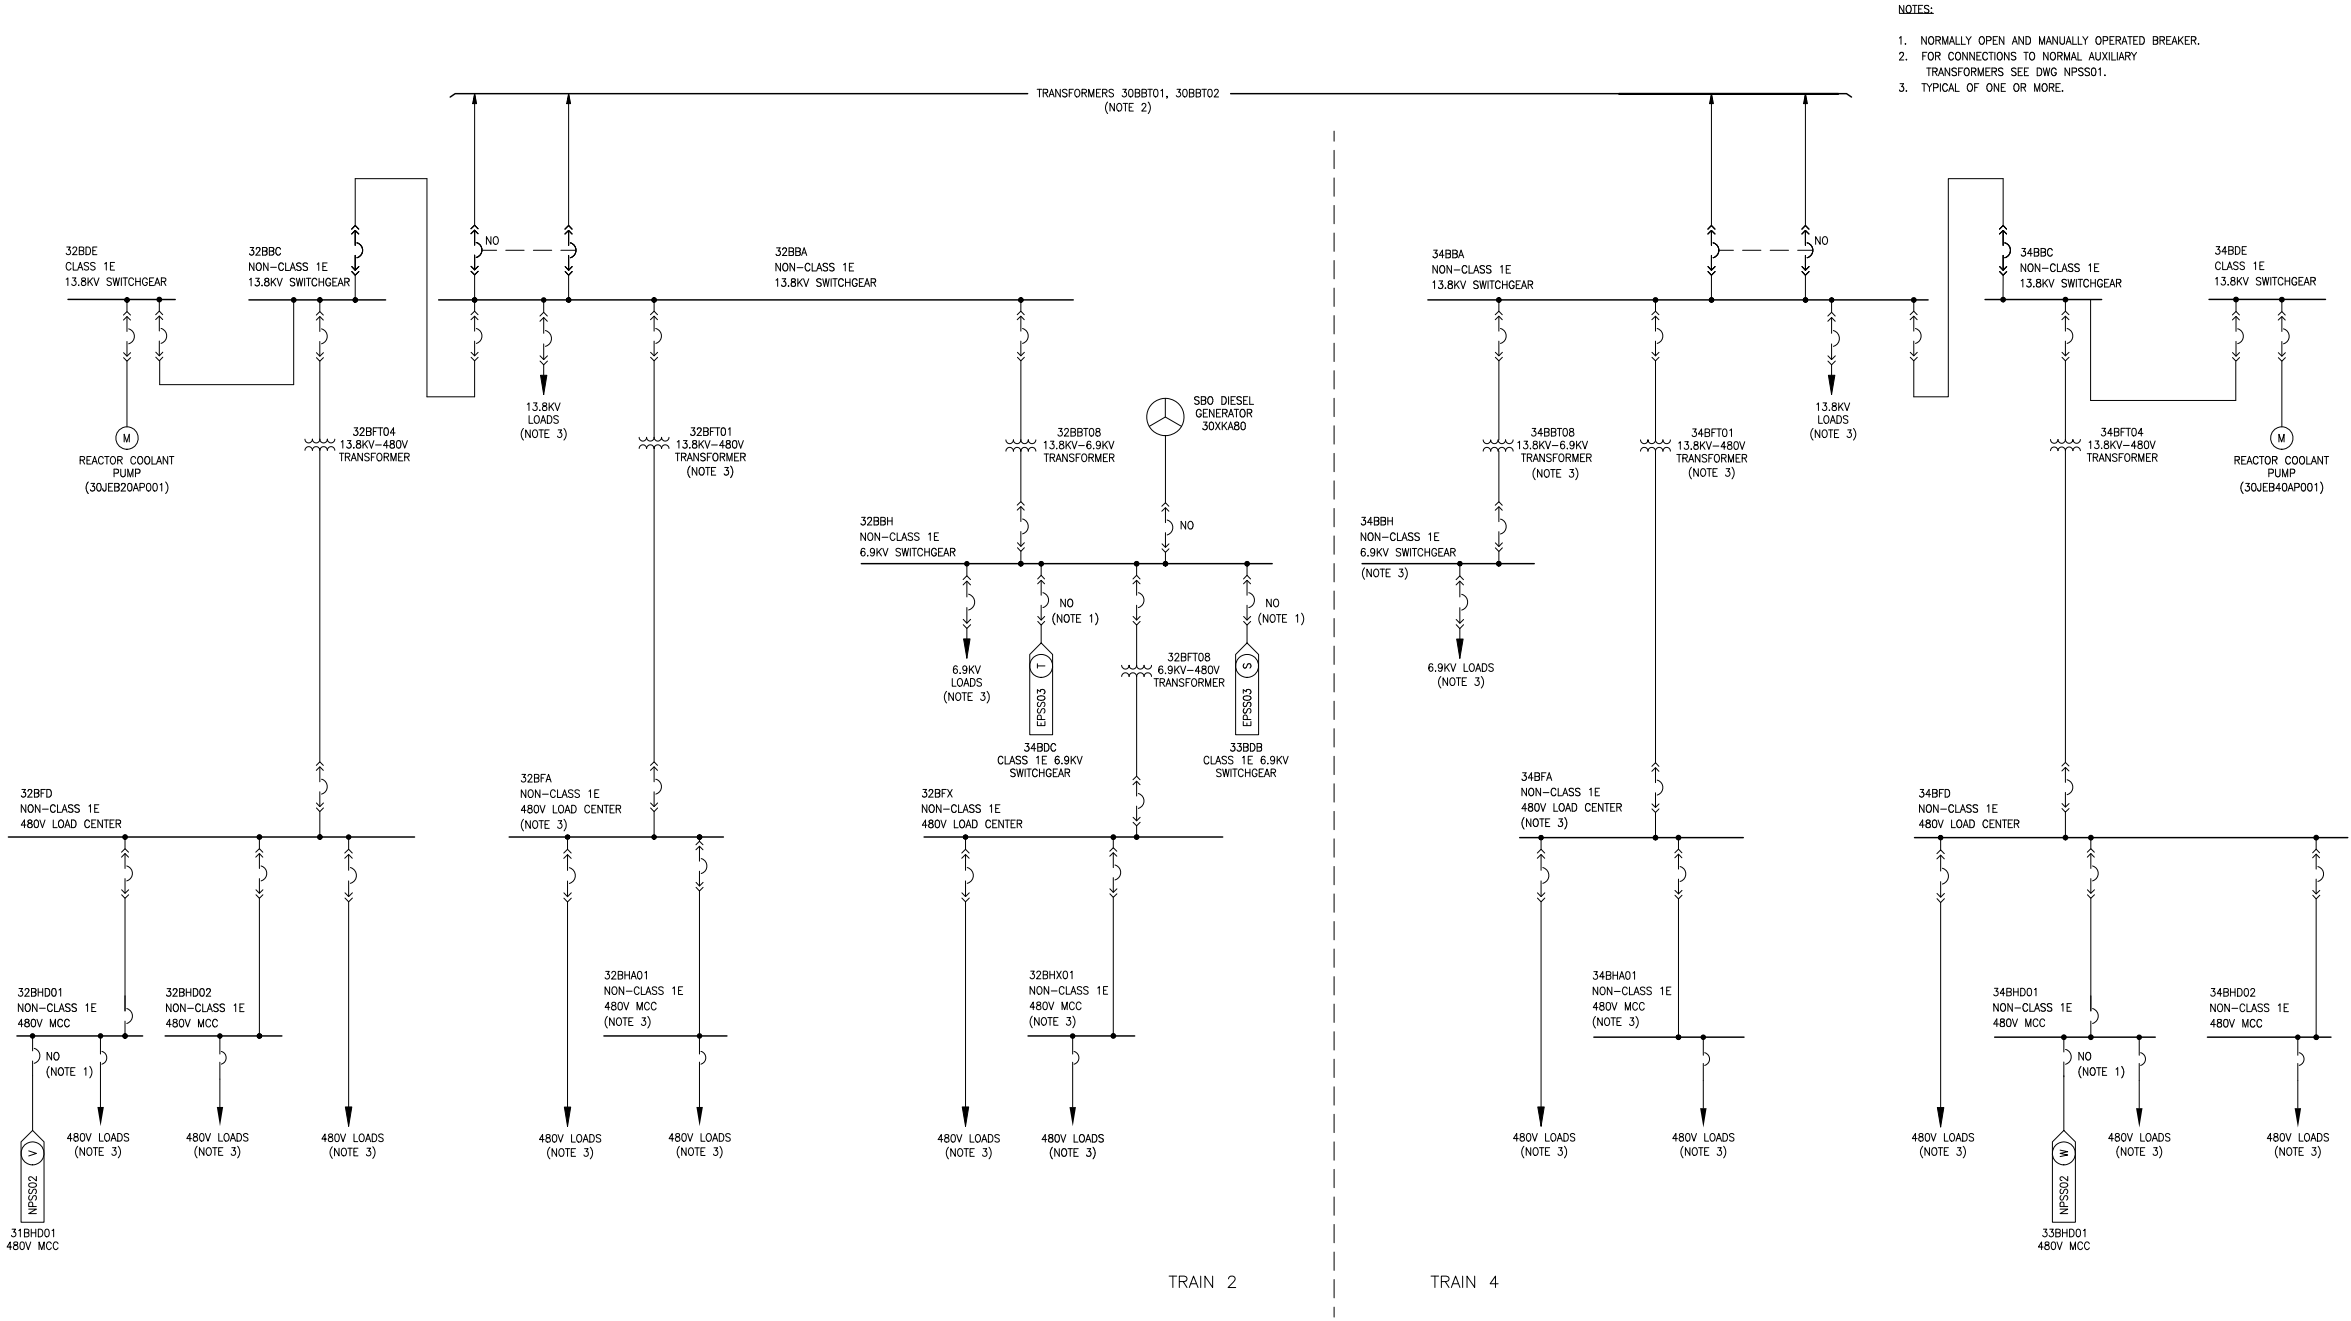 NOTES:
1. NORMALLY OPEN AND MANUALLY OPERATED BREAKER.
2. FOR CONNECTIONS TO NORMAL AUXILIARY
TRANSFORMERS SEE DWG NPSS01.
3. TYPICAL OF ONE OR MORE.
TRANSFORMERS 30BBT01, 30BBT02
(NOTE 2)
32BDE
CLASS 1E
13.8KV SWITCHGEAR
32BBC
NON-CLASS 1E
13.8KV SWITCHGEAR
NO
32BBA
NON-CLASS 1E
13.8KV SWITCHGEAR
34BBA
NON-CLASS 1E
13.8KV SWITCHGEAR
NO
34BBC
NON-CLASS 1E
13.8KV SWITCHGEAR
34BDE
CLASS 1E
13.8KV SWITCHGEAR
M
REACTOR COOLANT
PUMP
(30JEB20AP001)
32BFT04
13.8KV-480V
TRANSFORMER
13.8KV
LOADS
(NOTE 3)
32BFT01
13.8KV-480V
TRANSFORMER
(NOTE 3)
32BBT08
13.8KV-6.9KV
TRANSFORMER
SBO DIESEL
GENERATOR
30XKA80
NO
34BBT08
13.8KV-6.9KV
TRANSFORMER
(NOTE 3)
34BFT01
13.8KV-480V
TRANSFORMER
(NOTE 3)
13.8KV
LOADS
(NOTE 3)
34BFT04
13.8KV-480V
TRANSFORMER
M
REACTOR COOLANT
PUMP
(30JEB40AP001)
32BBH
NON-CLASS 1E
6.9KV SWITCHGEAR
34BBH
NON-CLASS 1E
6.9KV SWITCHGEAR
(NOTE 3)
6.9KV
LOADS
(NOTE 3)
NO
(NOTE 1)
T
EPSS03
34BDC
CLASS 1E 6.9KV
SWITCHGEAR
32BFT08
6.9KV-480V
TRANSFORMER
NO
(NOTE 1)
S
EPSS03
33BDB
CLASS 1E 6.9KV
SWITCHGEAR
6.9KV LOADS
(NOTE 3)
32BFD
NON-CLASS 1E
480V LOAD CENTER
32BFA
NON-CLASS 1E
480V LOAD CENTER
(NOTE 3)
32BFX
NON-CLASS 1E
480V LOAD CENTER
34BFA
NON-CLASS 1E
480V LOAD CENTER
(NOTE 3)
34BFD
NON-CLASS 1E
480V LOAD CENTER
32BHD01
NON-CLASS 1E
480V MCC
32BHD02
NON-CLASS 1E
480V MCC
32BHA01
NON-CLASS 1E
480V MCC
(NOTE 3)
32BHX01
NON-CLASS 1E
480V MCC
(NOTE 3)
34BHA01
NON-CLASS 1E
480V MCC
(NOTE 3)
34BHD01
NON-CLASS 1E
480V MCC
34BHD02
NON-CLASS 1E
480V MCC
NO
(NOTE 1)
V
NPSS02
31BHD01
480V MCC
480V LOADS
(NOTE 3)
480V LOADS
(NOTE 3)
480V LOADS
(NOTE 3)
480V LOADS
(NOTE 3)
480V LOADS
(NOTE 3)
480V LOADS
(NOTE 3)
480V LOADS
(NOTE 3)
480V LOADS
(NOTE 3)
480V LOADS
(NOTE 3)
480V LOADS
(NOTE 3)
NO
(NOTE 1)
W
NPSS02
33BHD01
480V MCC
480V LOADS
(NOTE 3)
480V LOADS
(NOTE 3)
TRAIN 2
TRAIN 4